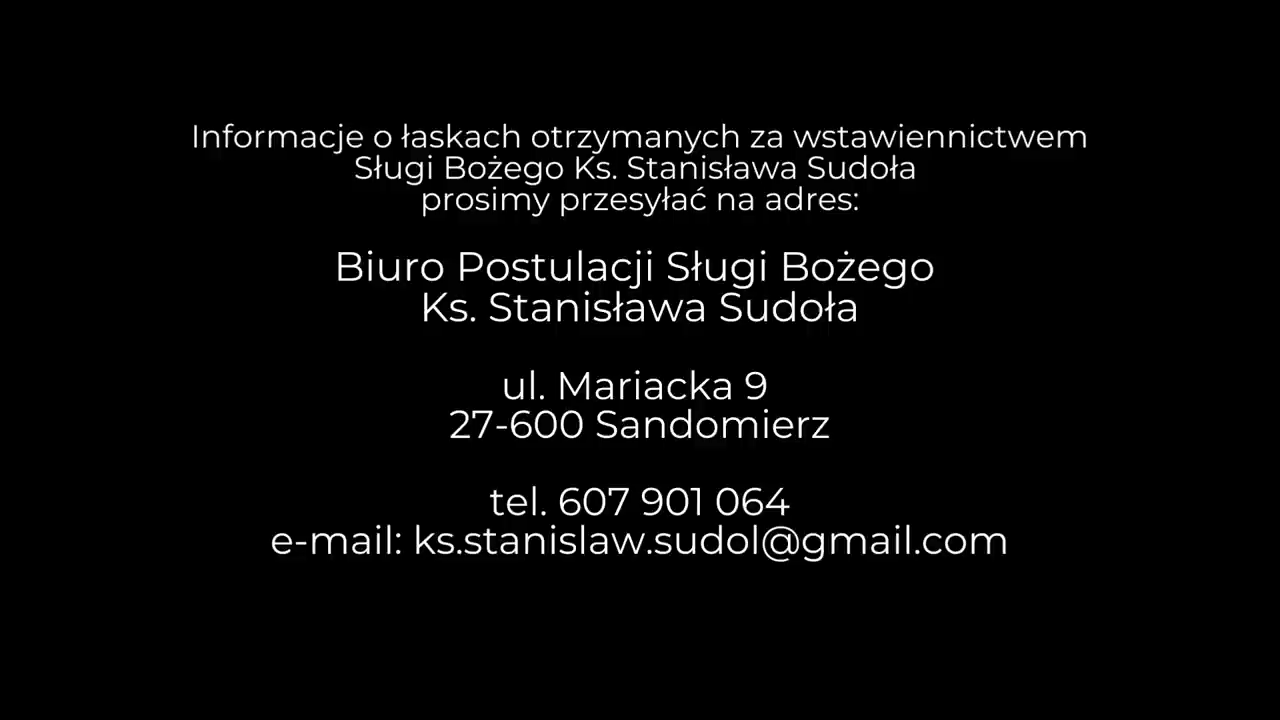 Informacje o łaskach otrzymanych za wstawiennictwem
Sługi Bożego Ks. Stanisława Sudoła
prosimy przesyłać na adres:
Biuro Postulacji Sługi Bożego
Ks. Stanisława Sudoła
ul. Mariacka 9
27-600 Sandomierz
tel. 607 901 064
e-mail: ks.stanislaw.sudol@gmail.com